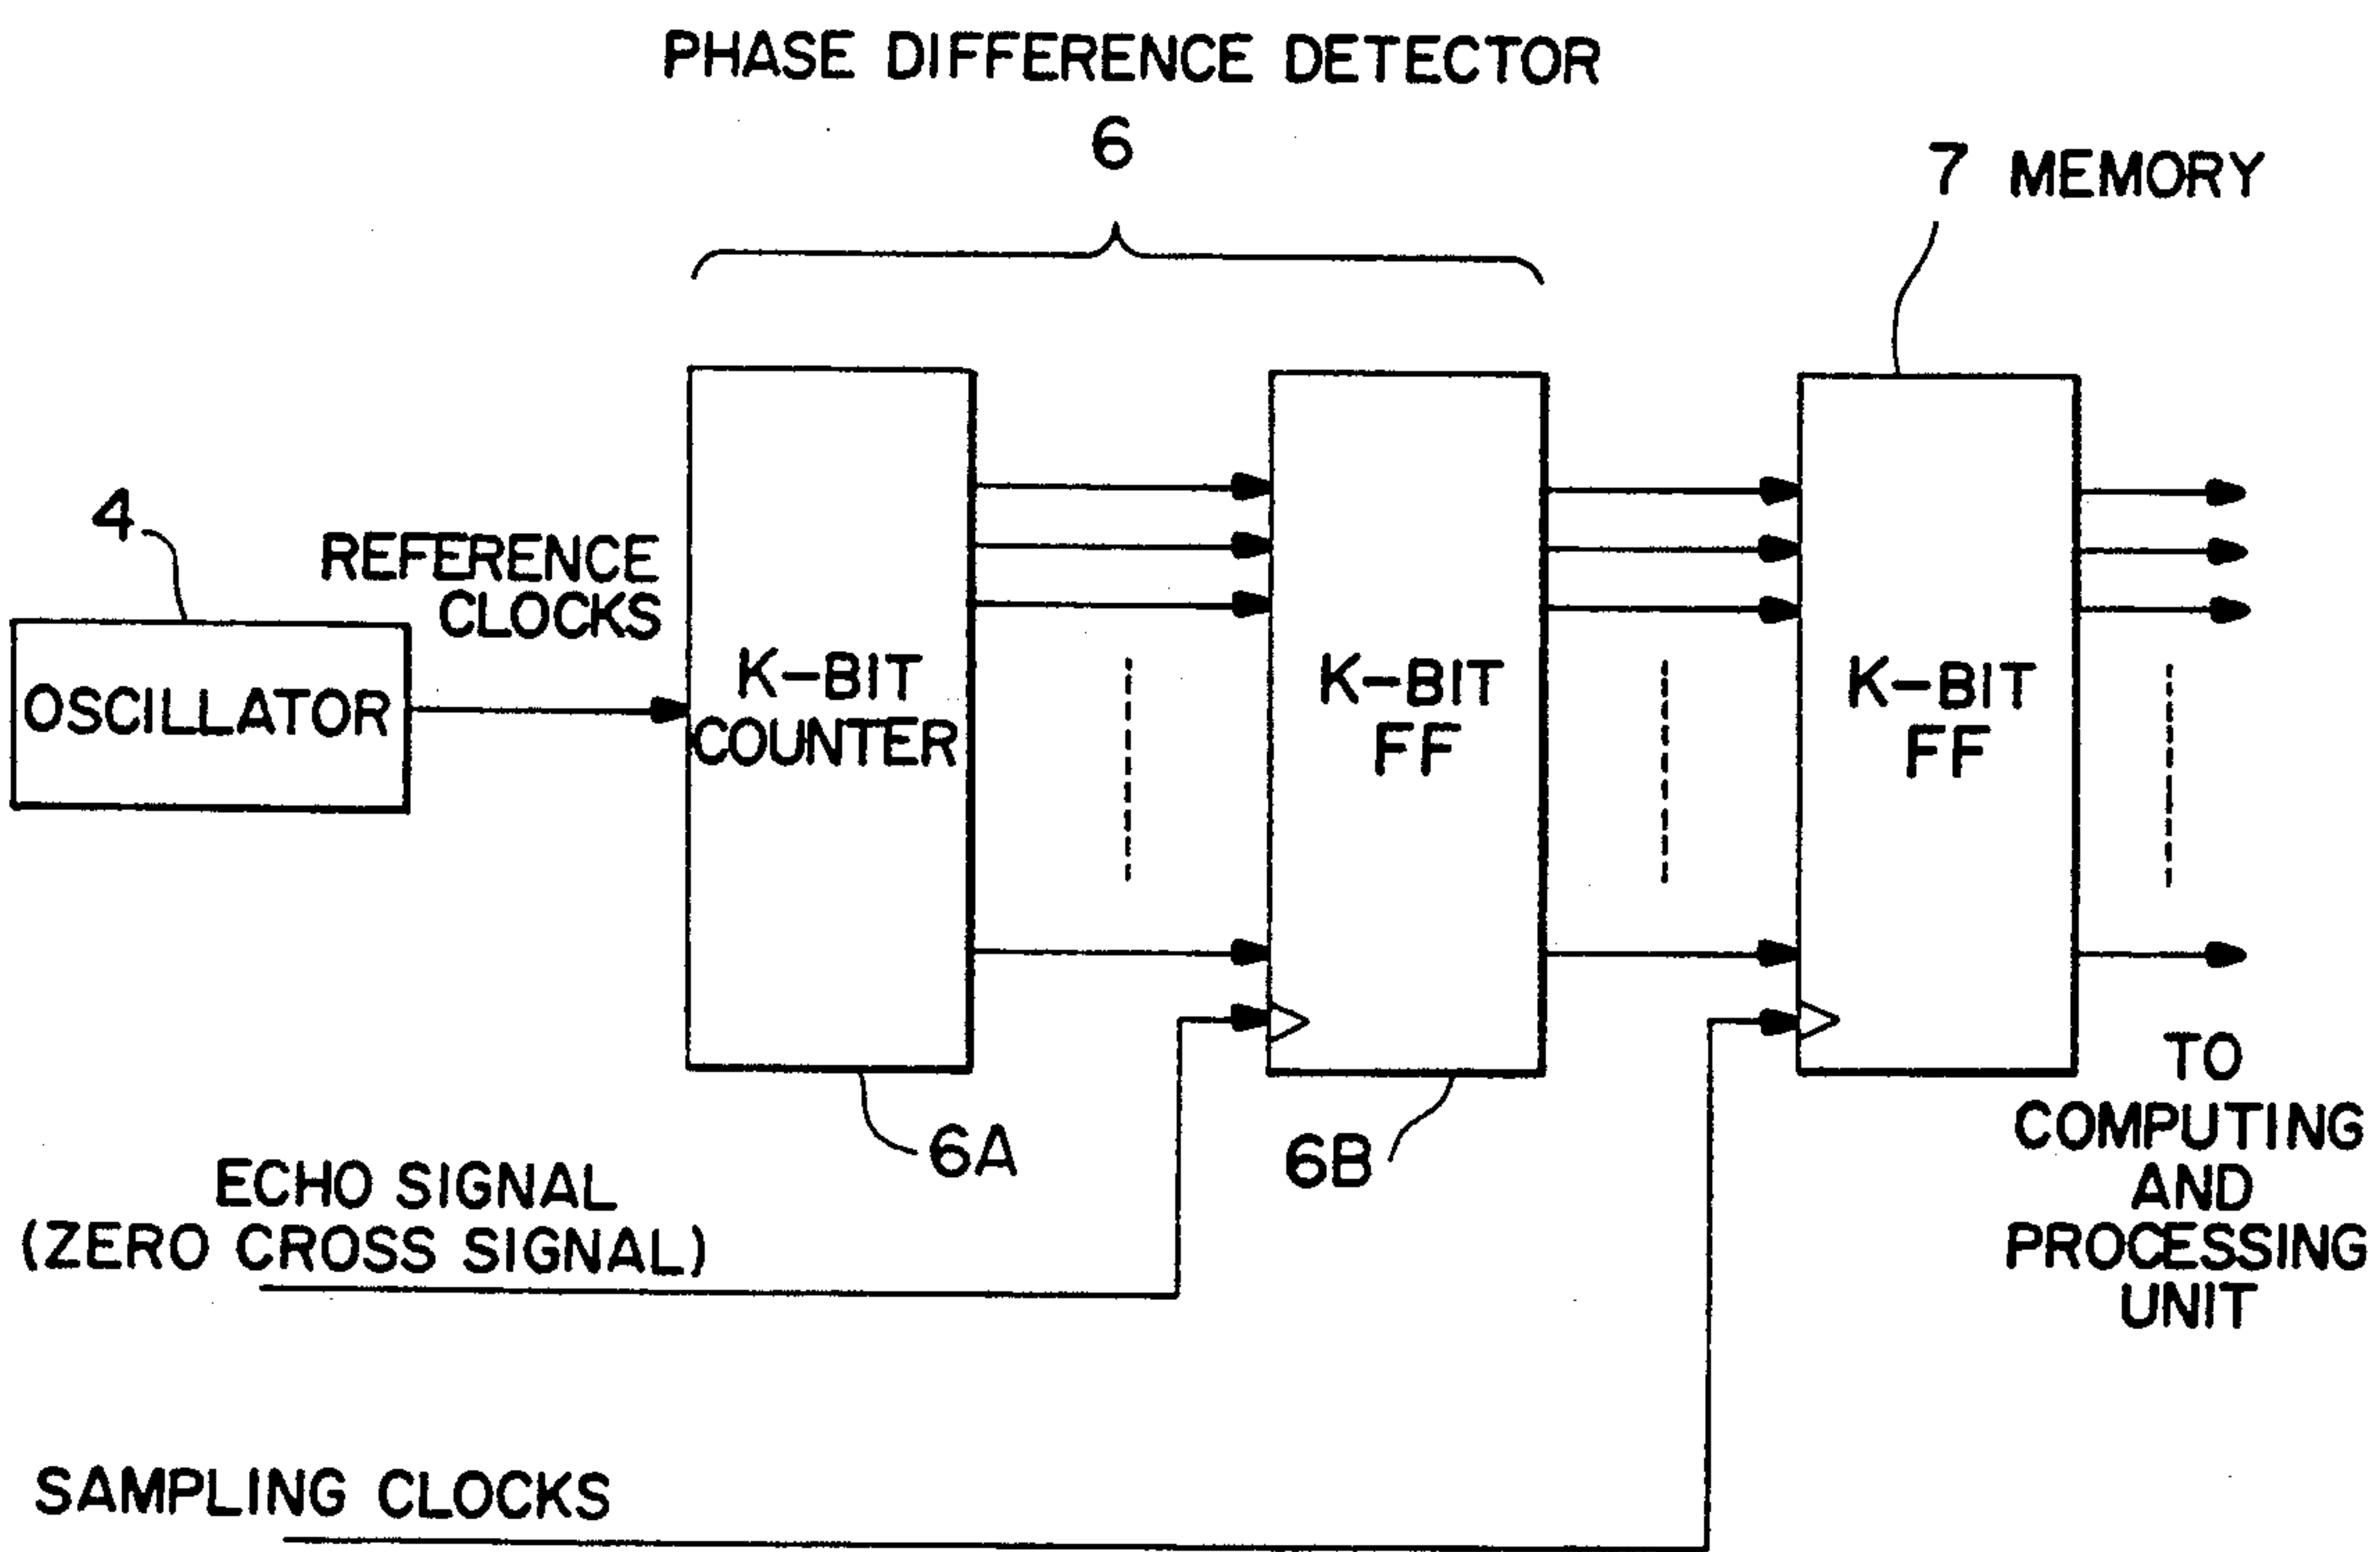 PHASE DIFFERENCE DETECTOR
6
7 MEMORY
4
REFERENCE
CLOCKS
OSCILLATOR
K-BIT
COUNTER
K-BIT
FF
K-BIT
FF
6A
6B
TO
COMPUTING
AND
PROCESSING
UNIT
ECHO SIGNAL
(ZERO CROSS SIGNAL)
SAMPLING CLOCKS